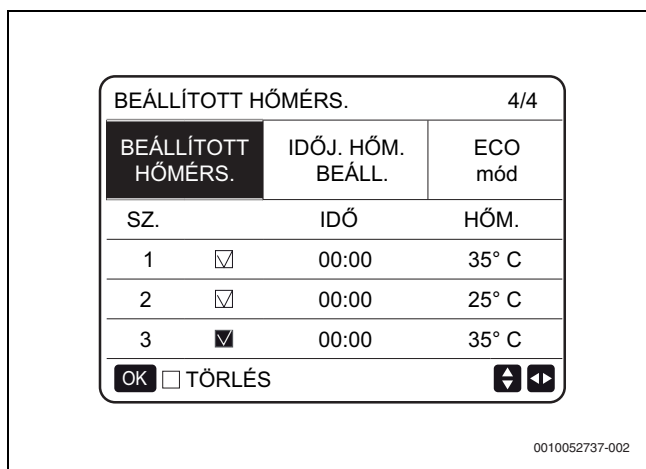 BEÁLLÍTOTT HŐMÉRS. 4/4
BEÁLLÍTOTT HŐMÉRS. IDŐJ. HŐM. BEÁLL. ECO mód
SZ. IDŐ HŐM.
1 00:00 35° C
2 00:00 25° C
3 00:00 35° C
OK TÖRLÉS
0010052737-002